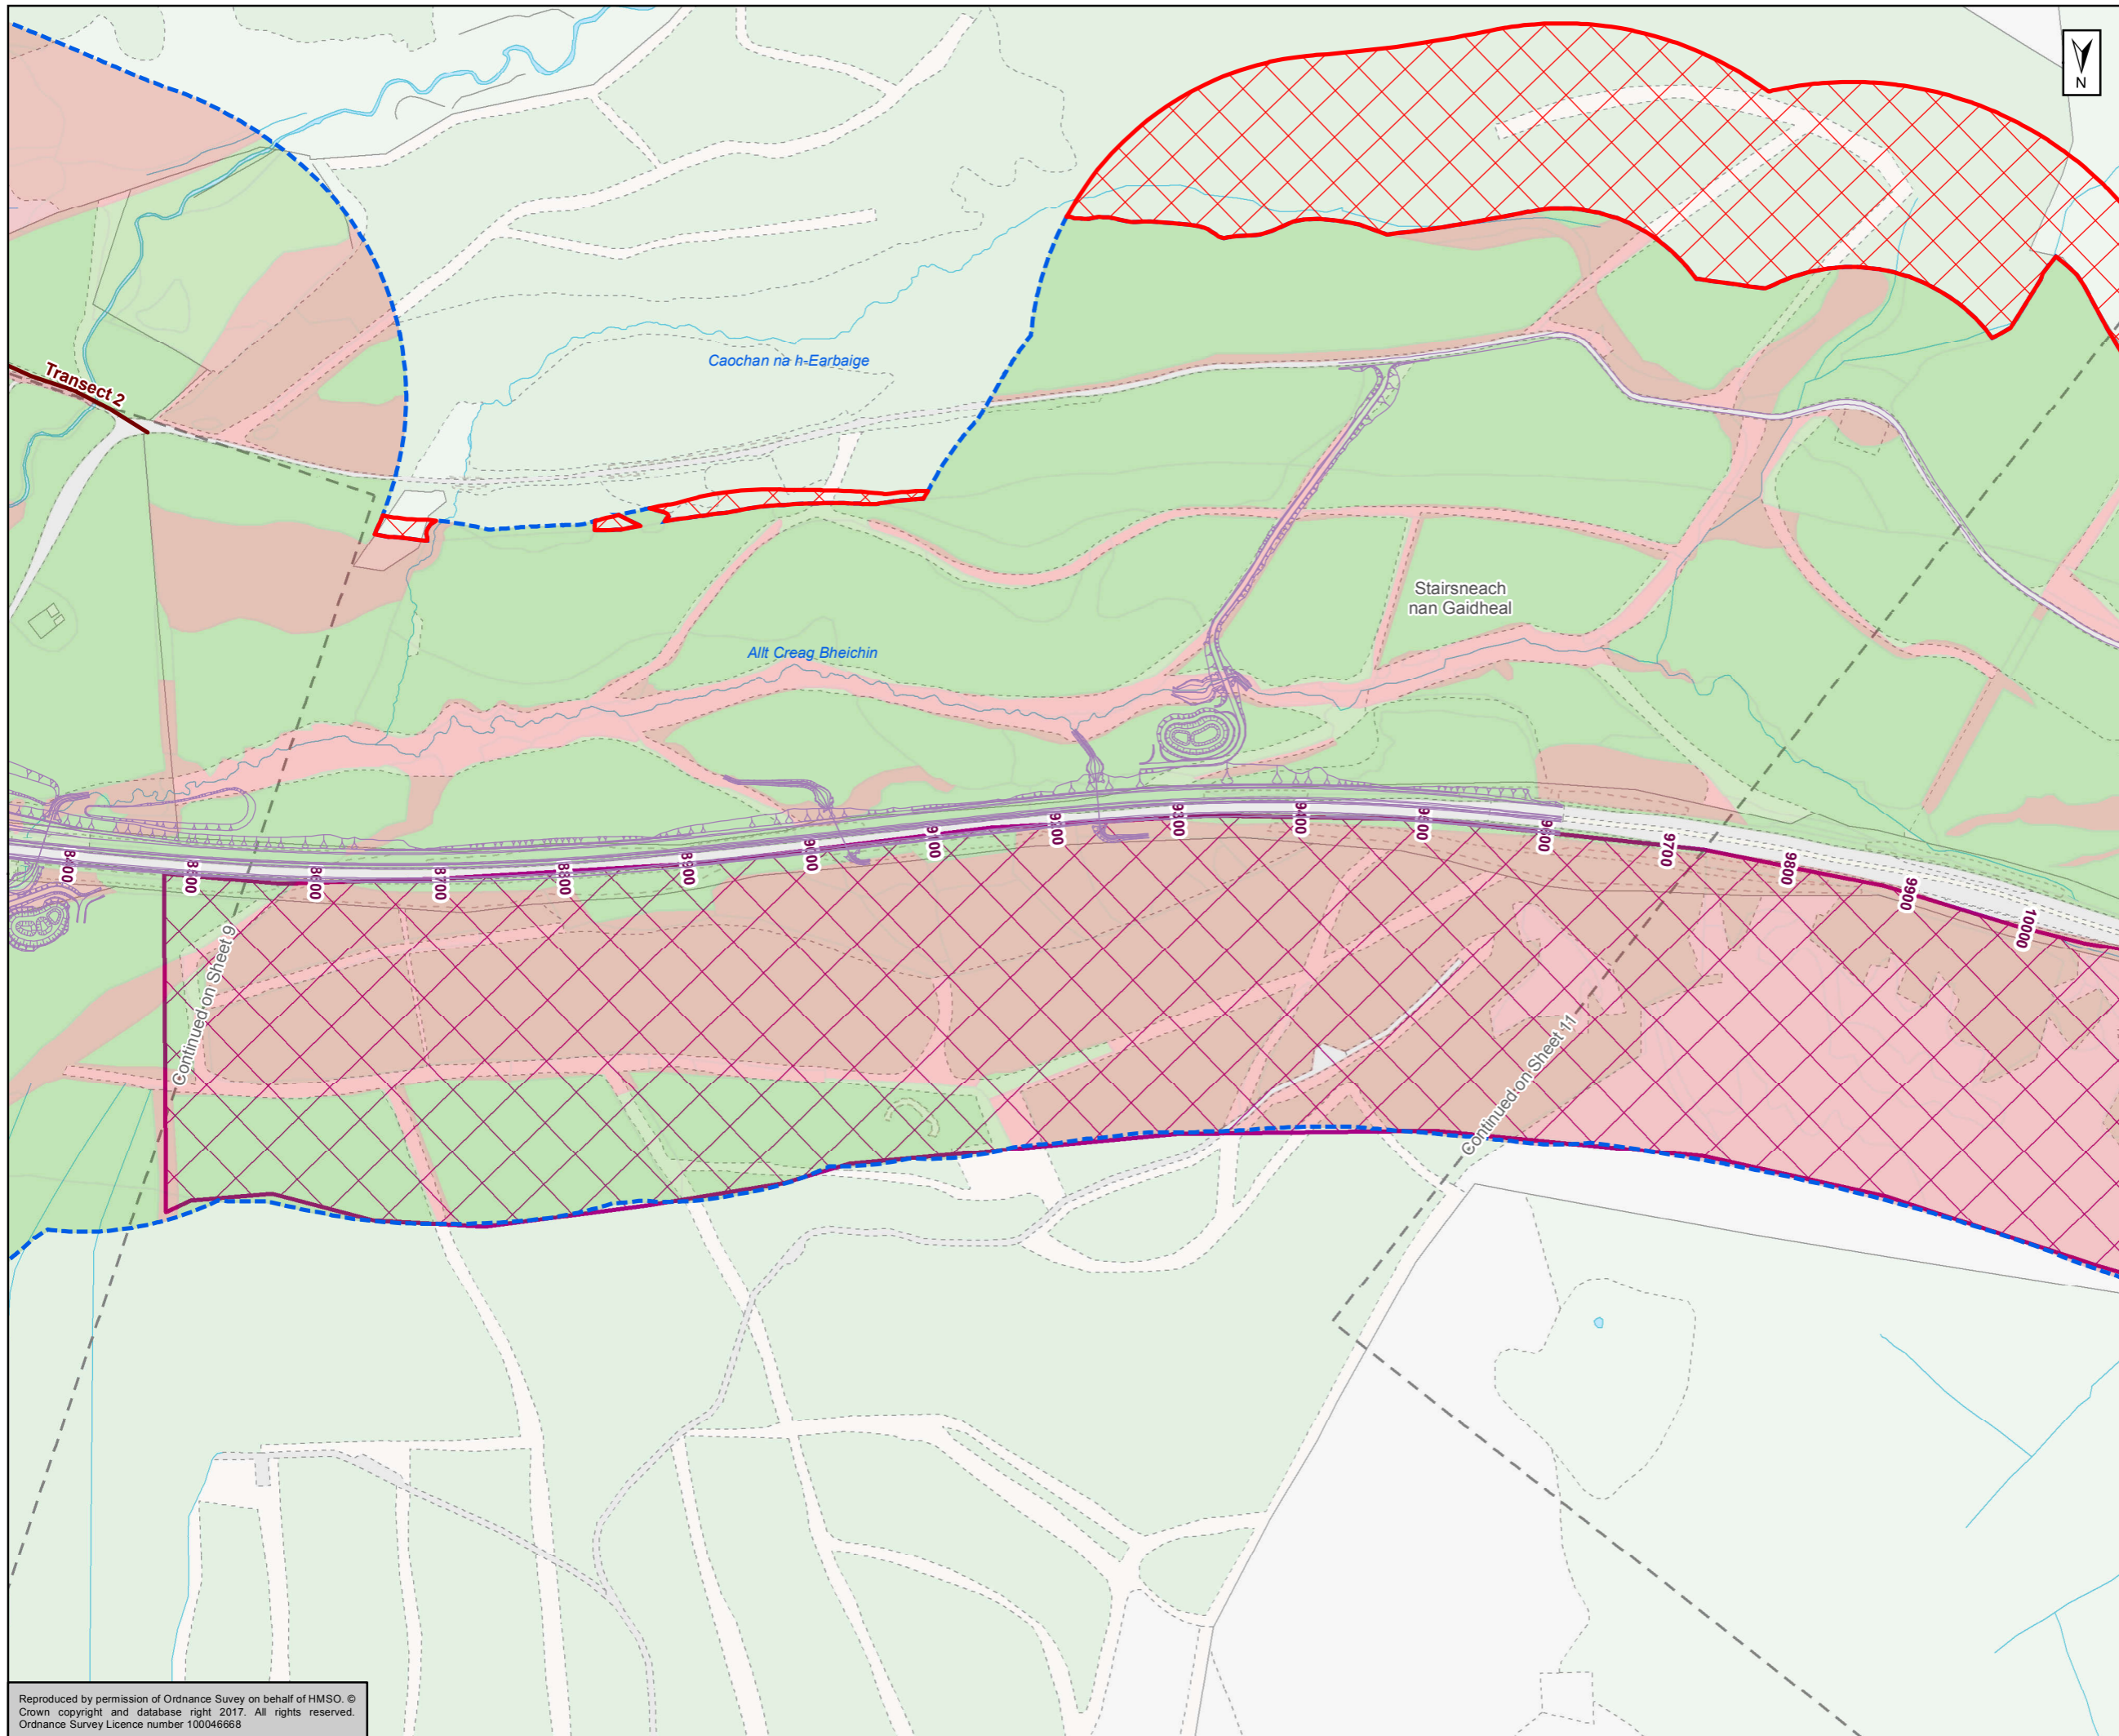 N
Transect 2
Caochan na h-Earbaige
Stairsneach
nan Gaidheal
Allt Creag Bheichin
8400
8500
8600
8700
8800
8900
9000
9100
9200
9300
9400
9500
9600
9700
9800
9900
10000
Continued on Sheet 9
Continued on Sheet 11
Reproduced by permission of Ordnance Suvey on behalf of HMSO. ©
Crown copyright and database right 2017. All rights reserved.
Ordnance Survey Licence number 100046668